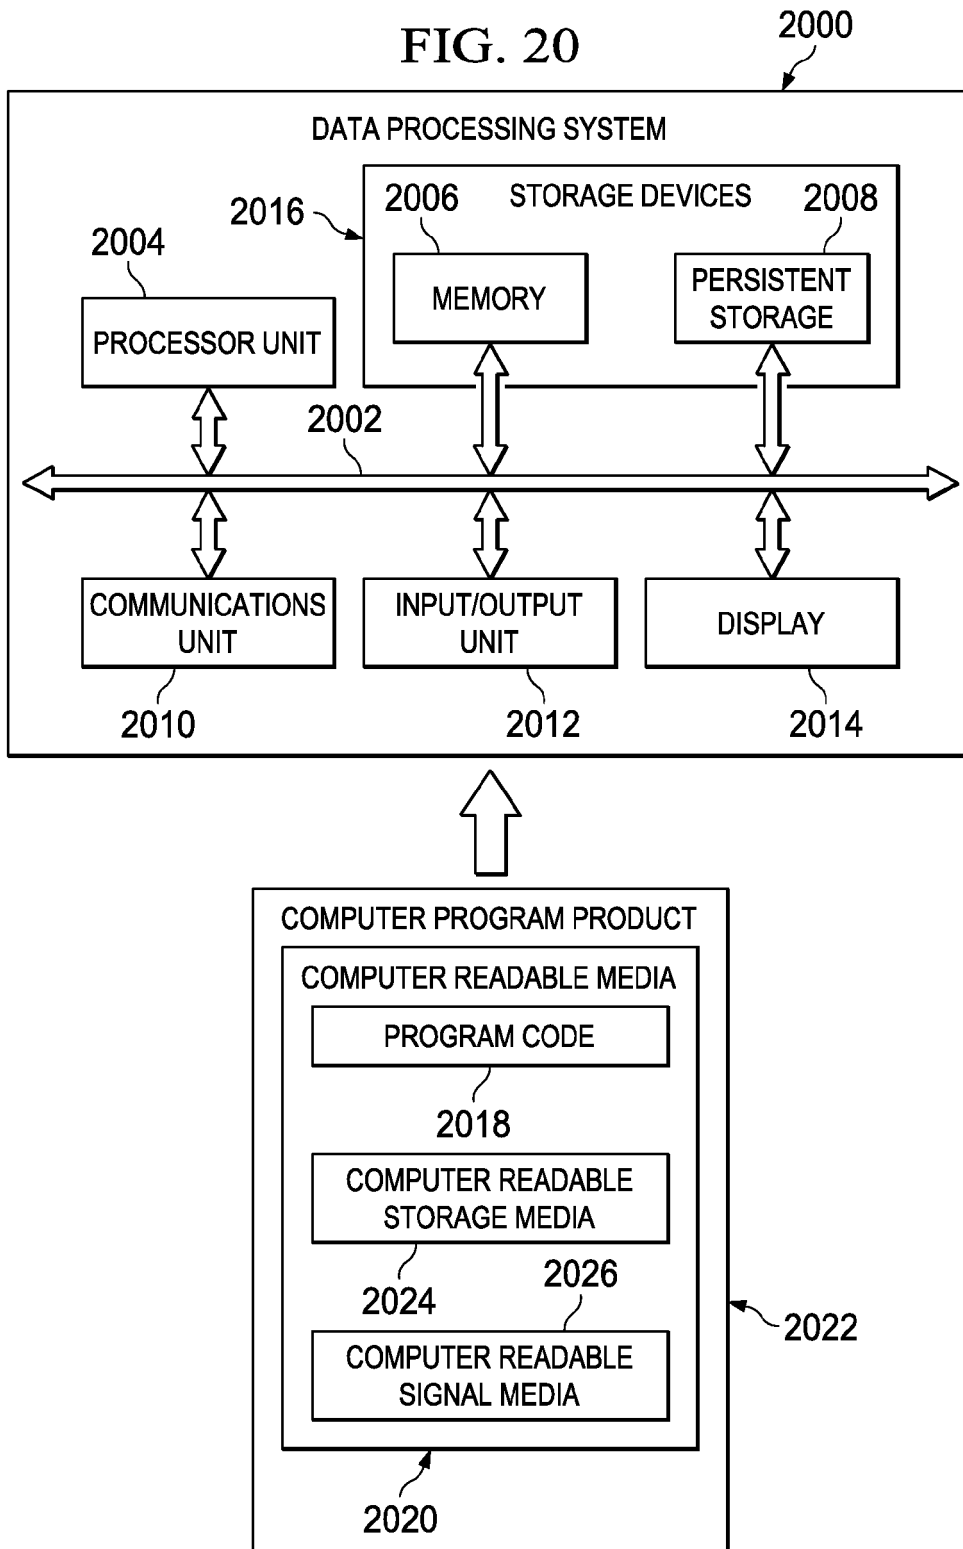 FIG. 20
2000
DATA PROCESSING SYSTEM
2016
2006
STORAGE DEVICES
2008
2004
MEMORY
PERSISTENT
STORAGE
PROCESSOR UNIT
2002
COMMUNICATIONS
UNIT
INPUT/OUTPUT
UNIT
DISPLAY
2010
2012
2014
COMPUTER PROGRAM PRODUCT
COMPUTER READABLE MEDIA
PROGRAM CODE
2018
COMPUTER READABLE
STORAGE MEDIA
2024
2026
2022
COMPUTER READABLE
SIGNAL MEDIA
2020